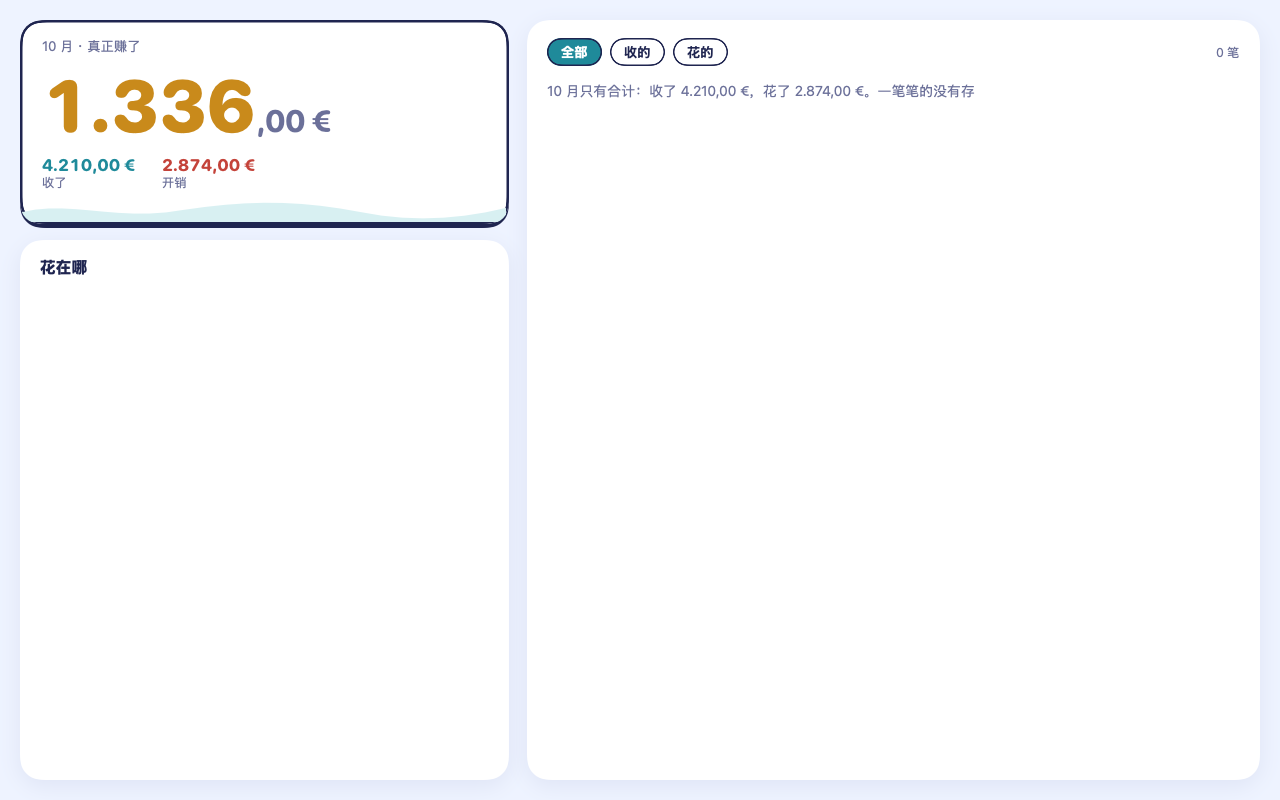 10 月 · 真正赚了
1.336,00 €
4.210,00 € 2.874,00 €
收了 开销
花在哪
全部 收的 花的 0 笔
10 月只有合计：收了 4.210,00 €，花了 2.874,00 €。一笔笔的没有存